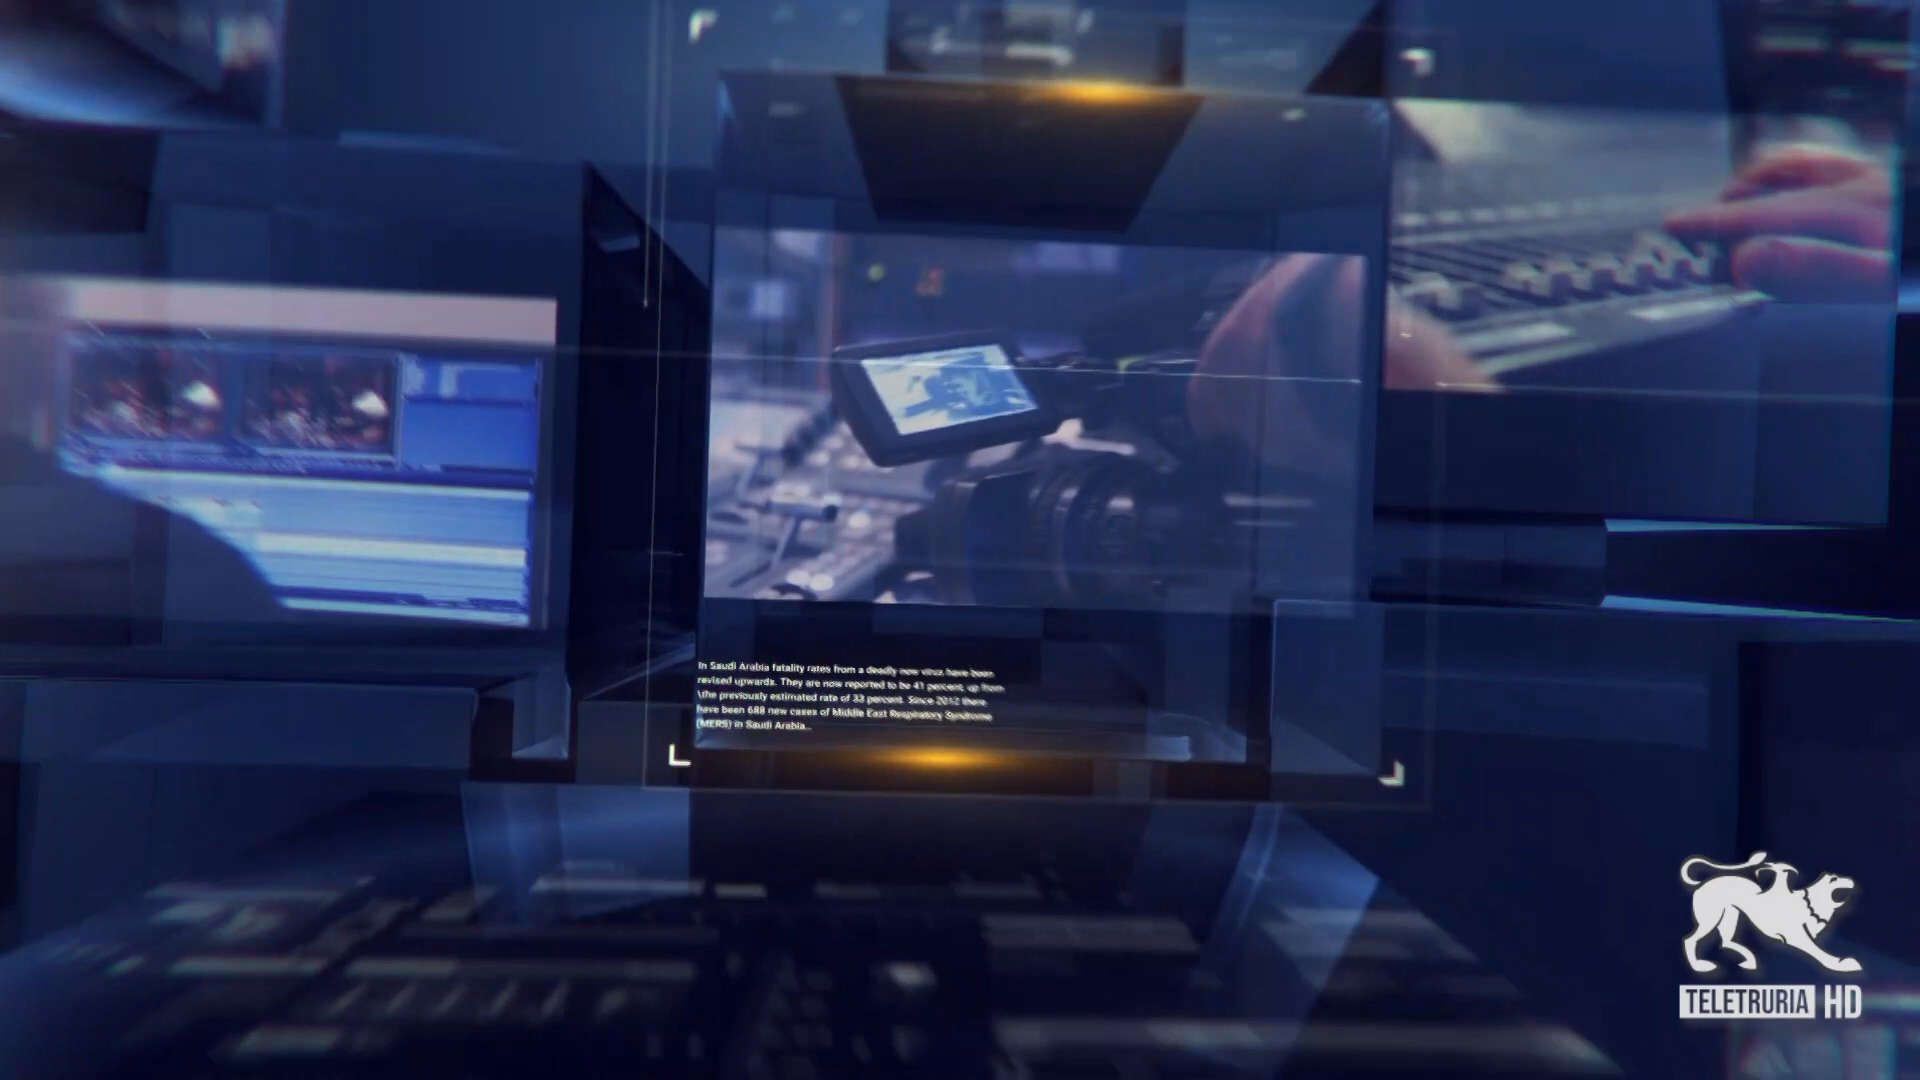 In Saudi Arabia fatality rates from a deadly new virus have been
revised upwards. They are now reported to be 41 percent, up from
\the previously estimated rate of 33 percent. Since 2012 there
have been 688 new cases of Middle East Respiratory Syndrome
(MERS) in Saudi Arabia...
TELETRURIA HD